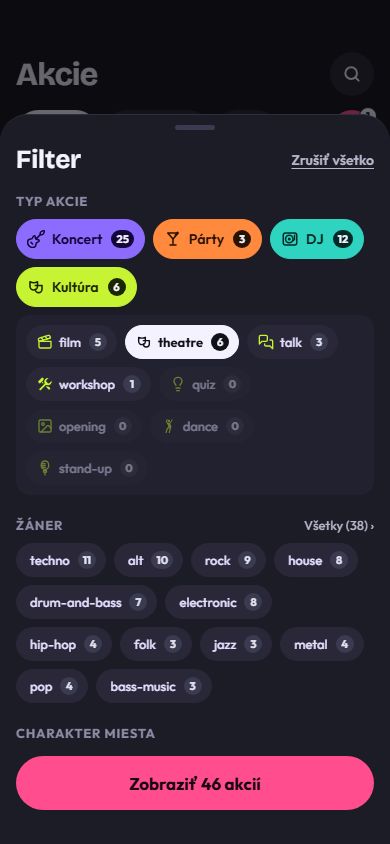 Akcie
Filter
Zrušiť všetko
TYP AKCIE
Koncert 25 Párty 3 DJ 12
Kultúra 6
film 5 theatre 6 talk 3
workshop 1 quiz 0
opening 0 dance 0
stand-up 0
ŽÁNER
Všetky (38) ›
techno 11 alt 10 rock 9 house 8
drum-and-bass 7 electronic 8
hip-hop 4 folk 3 jazz 3 metal 4
pop 4 bass-music 3
CHARAKTER MIESTA
Zobraziť 46 akcií